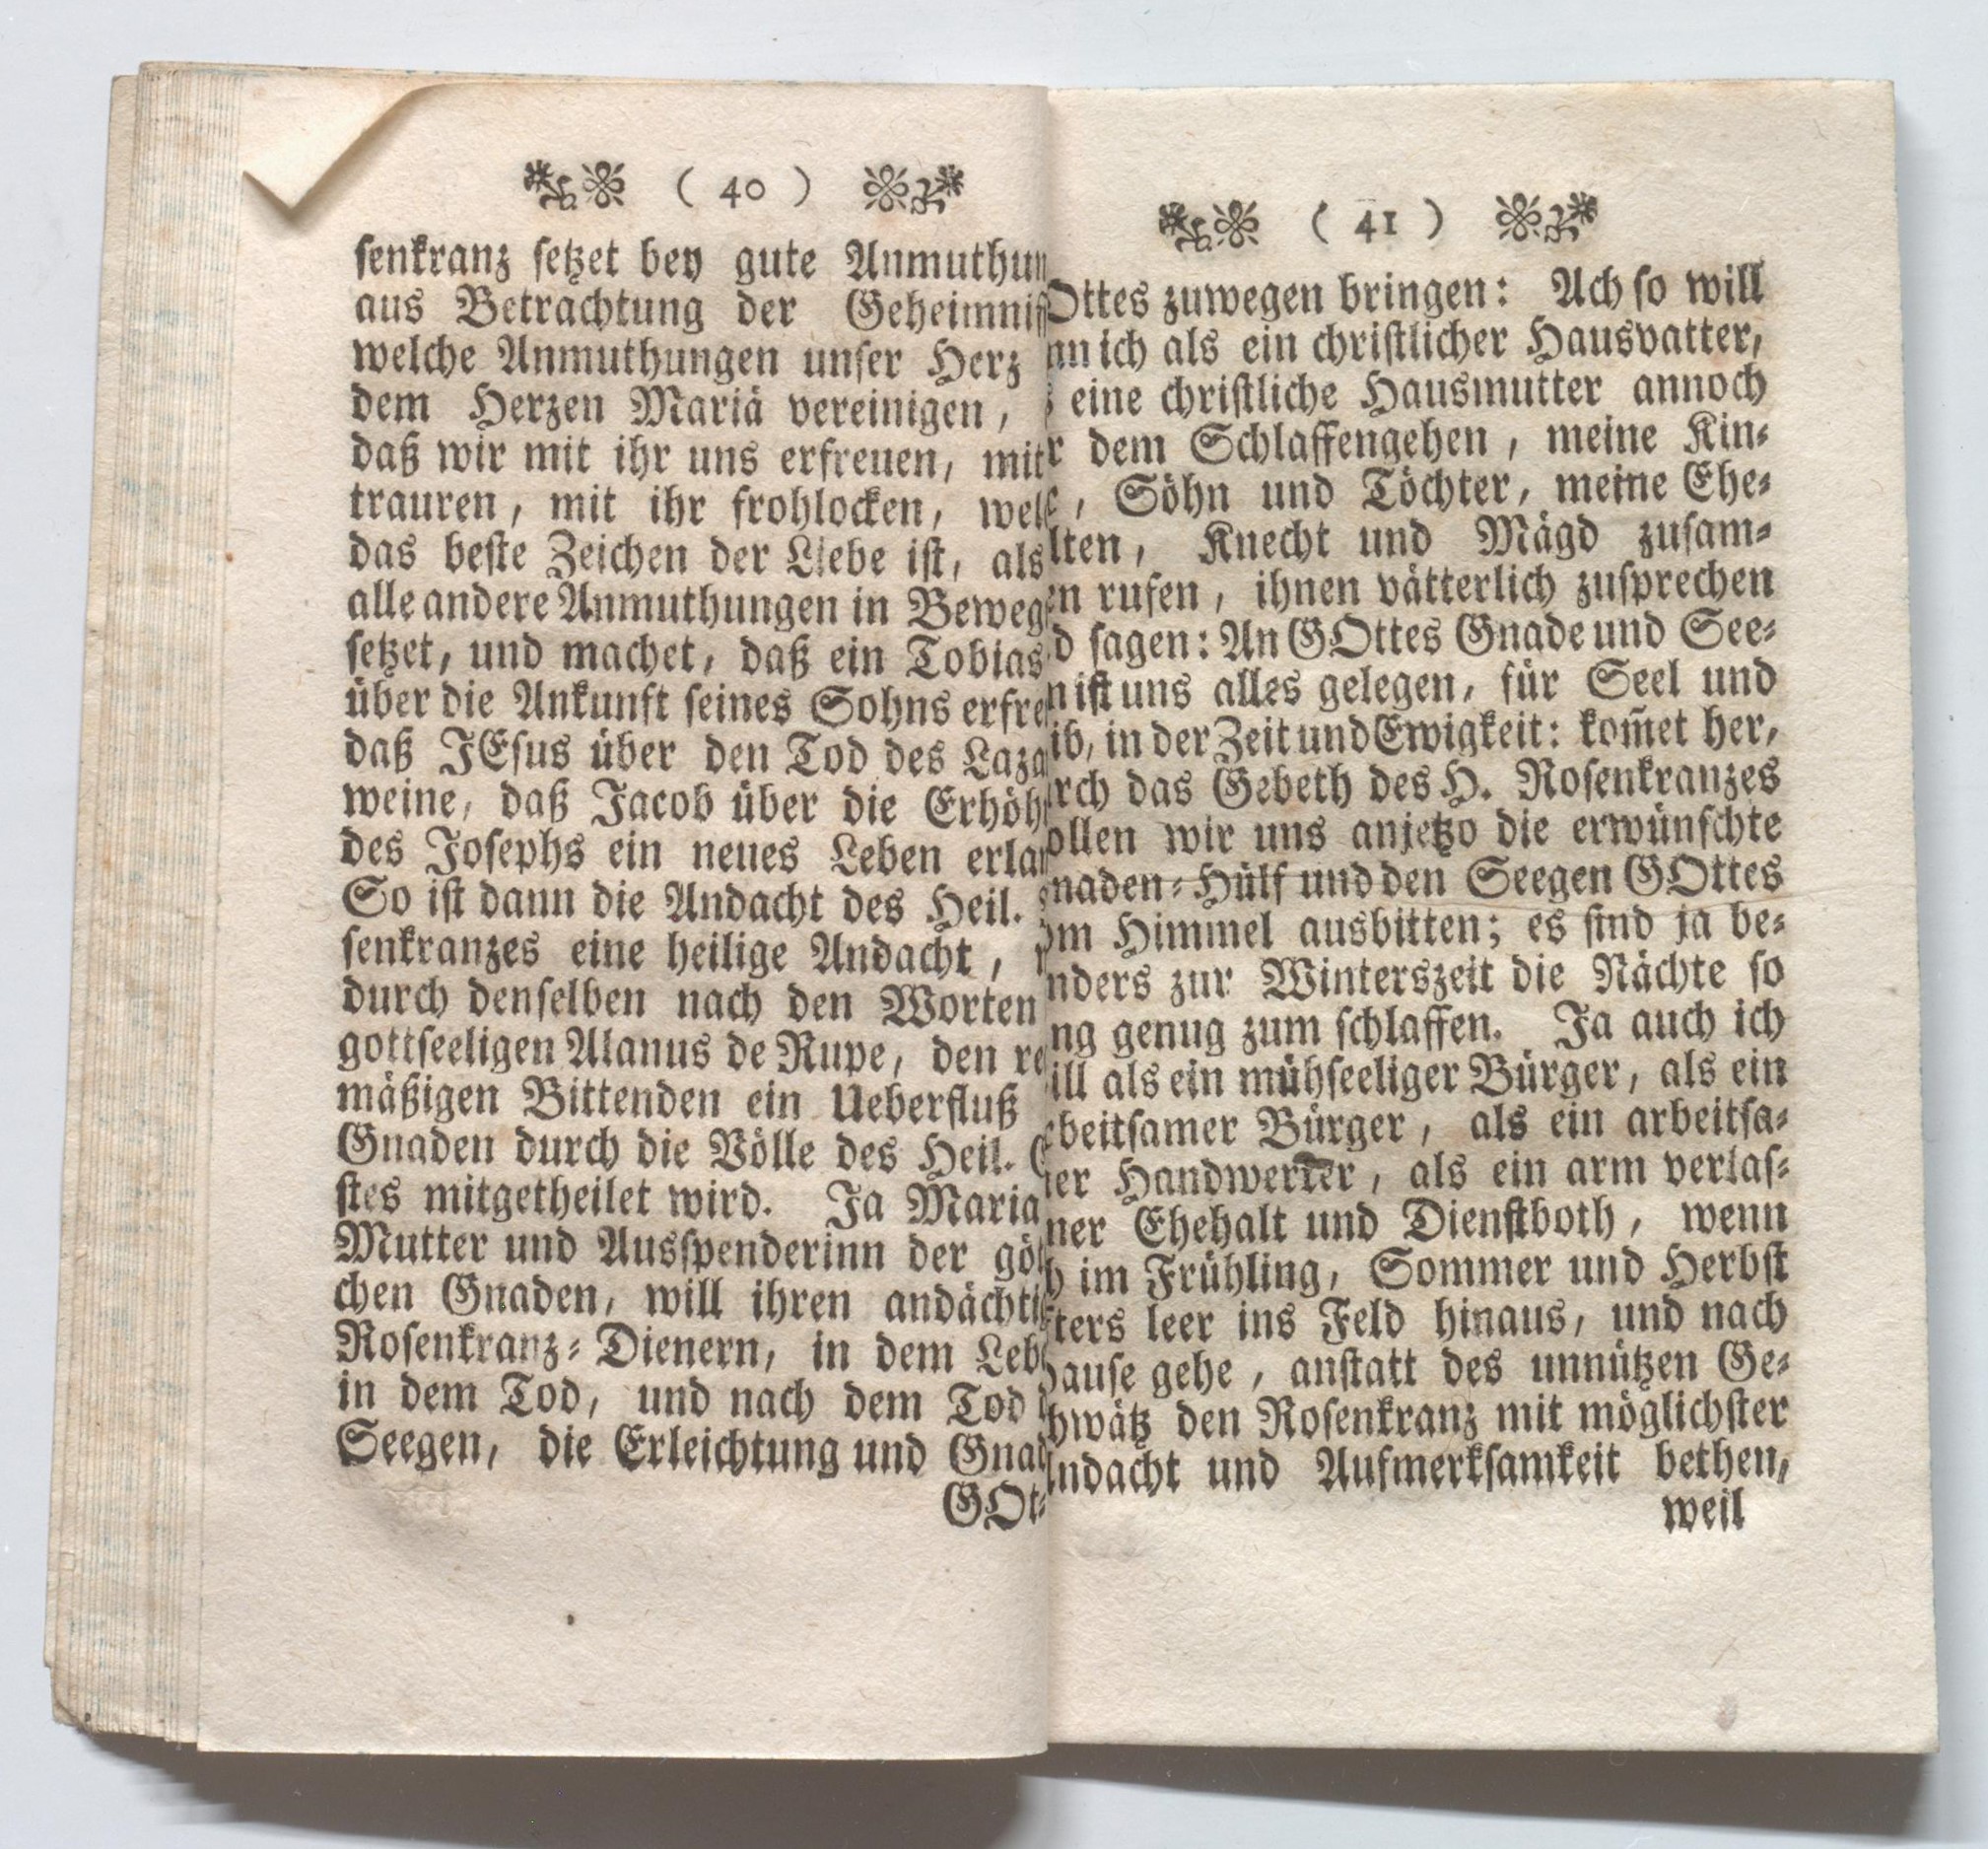 ( 40 )
senkranz setzet bey gute Anmuthun
aus Betrachtung der Geheimniss
welche Anmuthungen unser Herz
dem Herzen Mariä vereinigen,
daß wir mit ihr uns erfreuen, mit
trauren, mit ihr frohlocken, wel
das beste Zeichen der Liebe ist, als
alle andere Anmuthungen in Beweg
setzet, und machet, daß ein Tobias
über die Ankunft seines Sohns erfre
daß JEsus über den Tod des Laza
weine, daß Jacob über die Erhöh
des Josephs ein neues Leben erlan
So ist dann die Andacht des Heil.
senkranzes eine heilige Andacht,
durch denselben nach den Worten
gottseeligen Alanus de Rupe, den re
mäßigen Bittenden ein Ueberfluß
Gnaden durch die Völle des Heil.
stes mitgetheilet wird. Ja Maria
Mutter und Ausspenderinn der göt
chen Gnaden, will ihren andächtig
Rosenkranz-Dienern, in dem Leb
in dem Tod, und nach dem Tod
Seegen, die Erleichtung und Gnad
GOt-
( 41 )
Ottes zuwegen bringen: Ach so will
nn ich als ein christlicher Hausvatter,
eine christliche Hausmutter annoch
r dem Schlaffengehen, meine Kin-
, Söhn und Töchter, meine Ehe-
lten, Knecht und Mägd zusam-
en rufen, ihnen vätterlich zusprechen
d sagen: An GOttes Gnade und See-
n ist uns alles gelegen, für Seel und
ib, in der Zeit und Ewigkeit: kom̃et her,
rch das Gebeth des H. Rosenkranzes
ollen wir uns anjetzo die erwünschte
naden-Hülf und den Seegen GOttes
om Himmel ausbitten; es sind ja be-
nders zur Winterszeit die Nächte so
ng genug zum schlaffen. Ja auch ich
ill als ein mühseeliger Bürger, als ein
rbeitsamer Bürger, als ein arbeitsa-
er Handwerker, als ein arm verlas-
ner Ehehalt und Dienstboth, wenn
h im Frühling, Sommer und Herbst
fters leer ins Feld hinaus, und nach
Hause gehe, anstatt des unnützen Ge-
hwätz den Rosenkranz mit möglichster
Andacht und Aufmerksamkeit bethen,
weil